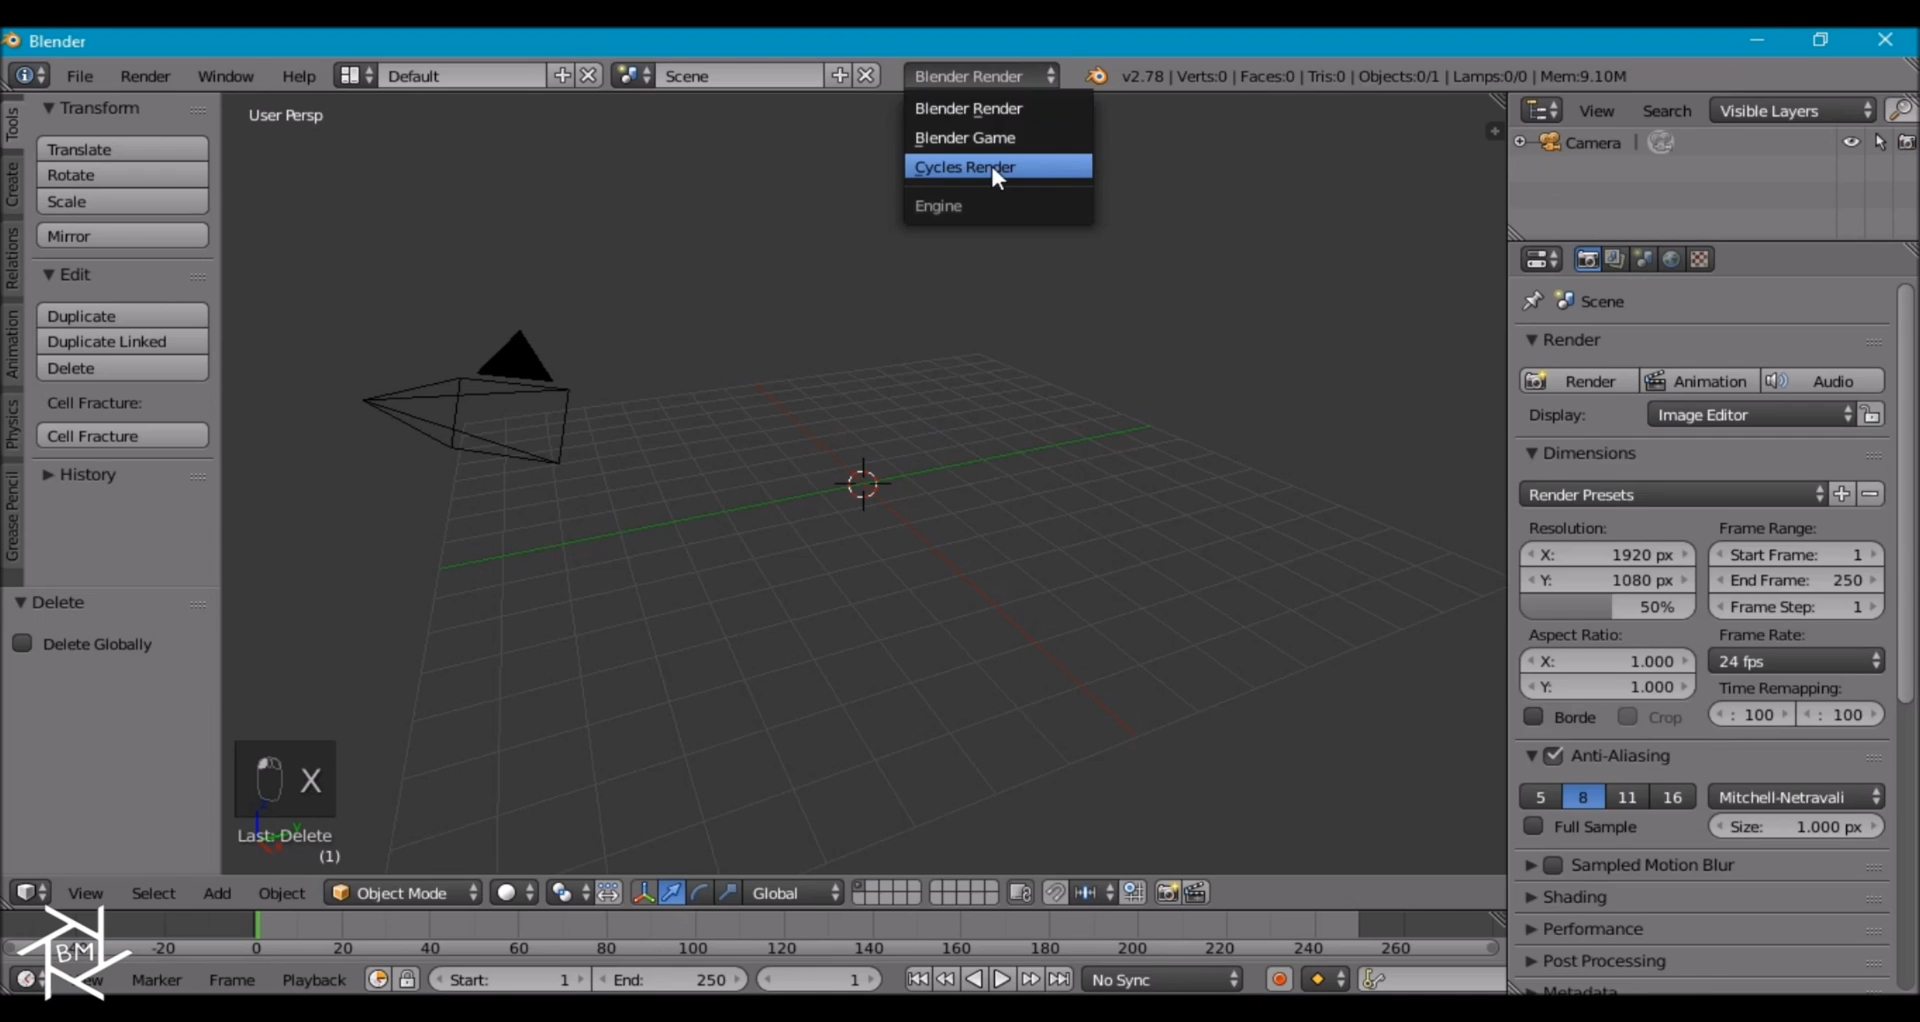 Blender
File Render Window Help Default Scene Blender Render v2.78 | Verts:0 | Faces:0 | Tris:0 | Objects:0/1 | Lamps:0/0 | Mem:9.10M
Blender Render
Blender Game
Cycles Render
Engine
Tools
Create
Relations
Animation
Physics
Grease Pencil
Transform
Translate
Rotate
Scale
Mirror
Edit
Duplicate
Duplicate Linked
Delete
Cell Fracture:
Cell Fracture
History
Delete
Delete Globally
User Persp
X
Last: Delete
(1)
View Search Visible Layers
Camera
Scene
Render
Render Animation Audio
Display: Image Editor
Dimensions
Render Presets
Resolution: Frame Range:
X: 1920 px Start Frame: 1
Y: 1080 px End Frame: 250
50% Frame Step: 1
Aspect Ratio: Frame Rate:
X: 1.000 24 fps
Y: 1.000 Time Remapping:
Borde Crop : 100 : 100
Anti-Aliasing
5 8 11 16 Mitchell-Netravali
Full Sample Size: 1.000 px
Sampled Motion Blur
Shading
Performance
Post Processing
Metadata
View Select Add Object Object Mode Global
-20 0 20 40 60 80 100 120 140 160 180 200 220 240 260
BM
Marker Frame Playback Start: 1 End: 250 1 No Sync